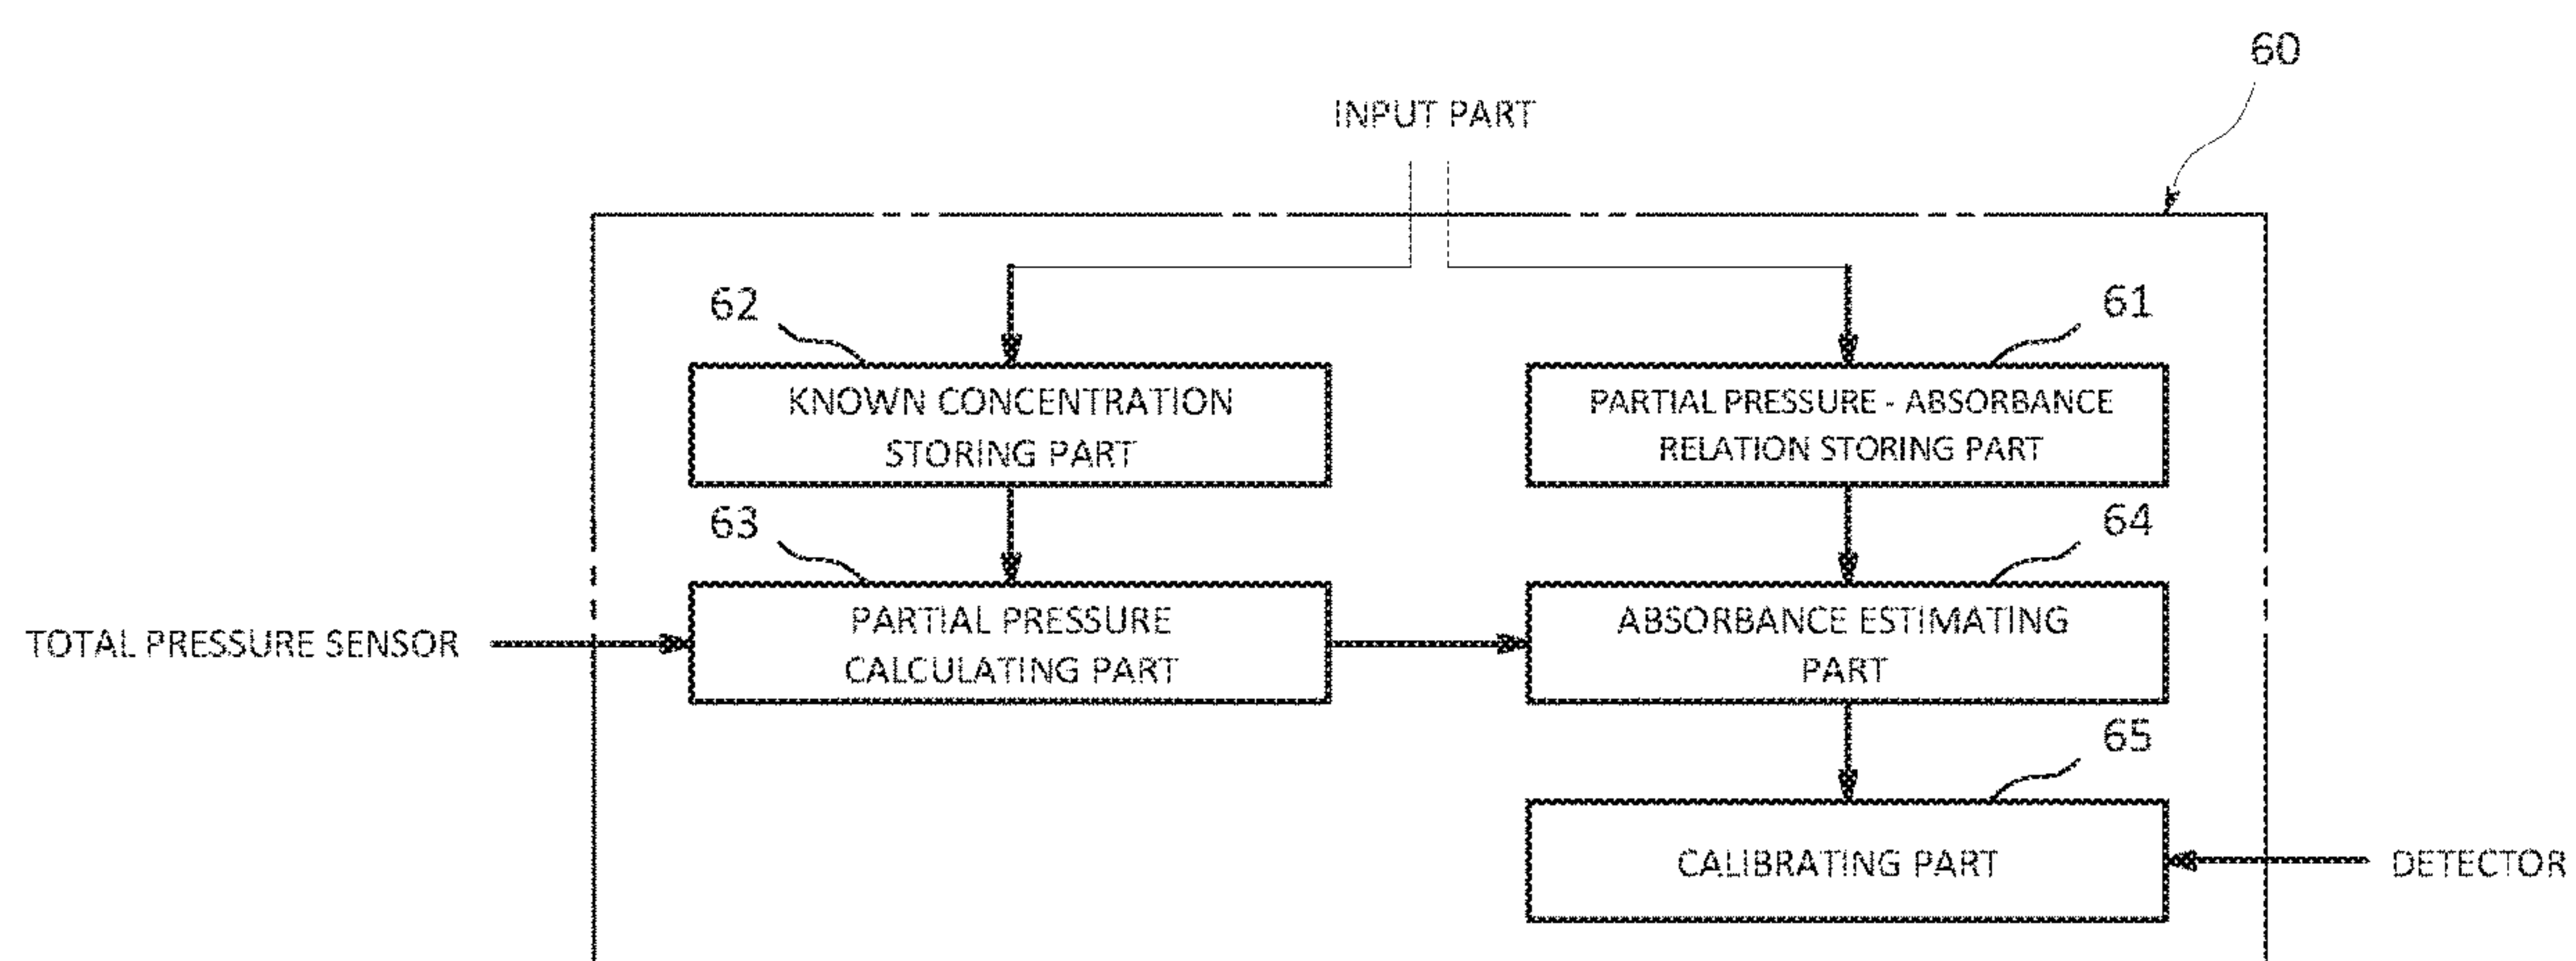 60
INPUT PART
62
61
KNOWN CONCENTRATION
STORING PART
PARTIAL PRESSURE - ABSORBANCE
RELATION STORING PART
63
64
TOTAL PRESSURE SENSOR
PARTIAL PRESSURE
CALCULATING PART
ABSORBANCE ESTIMATING
PART
65
CALIBRATING PART
DETECTOR